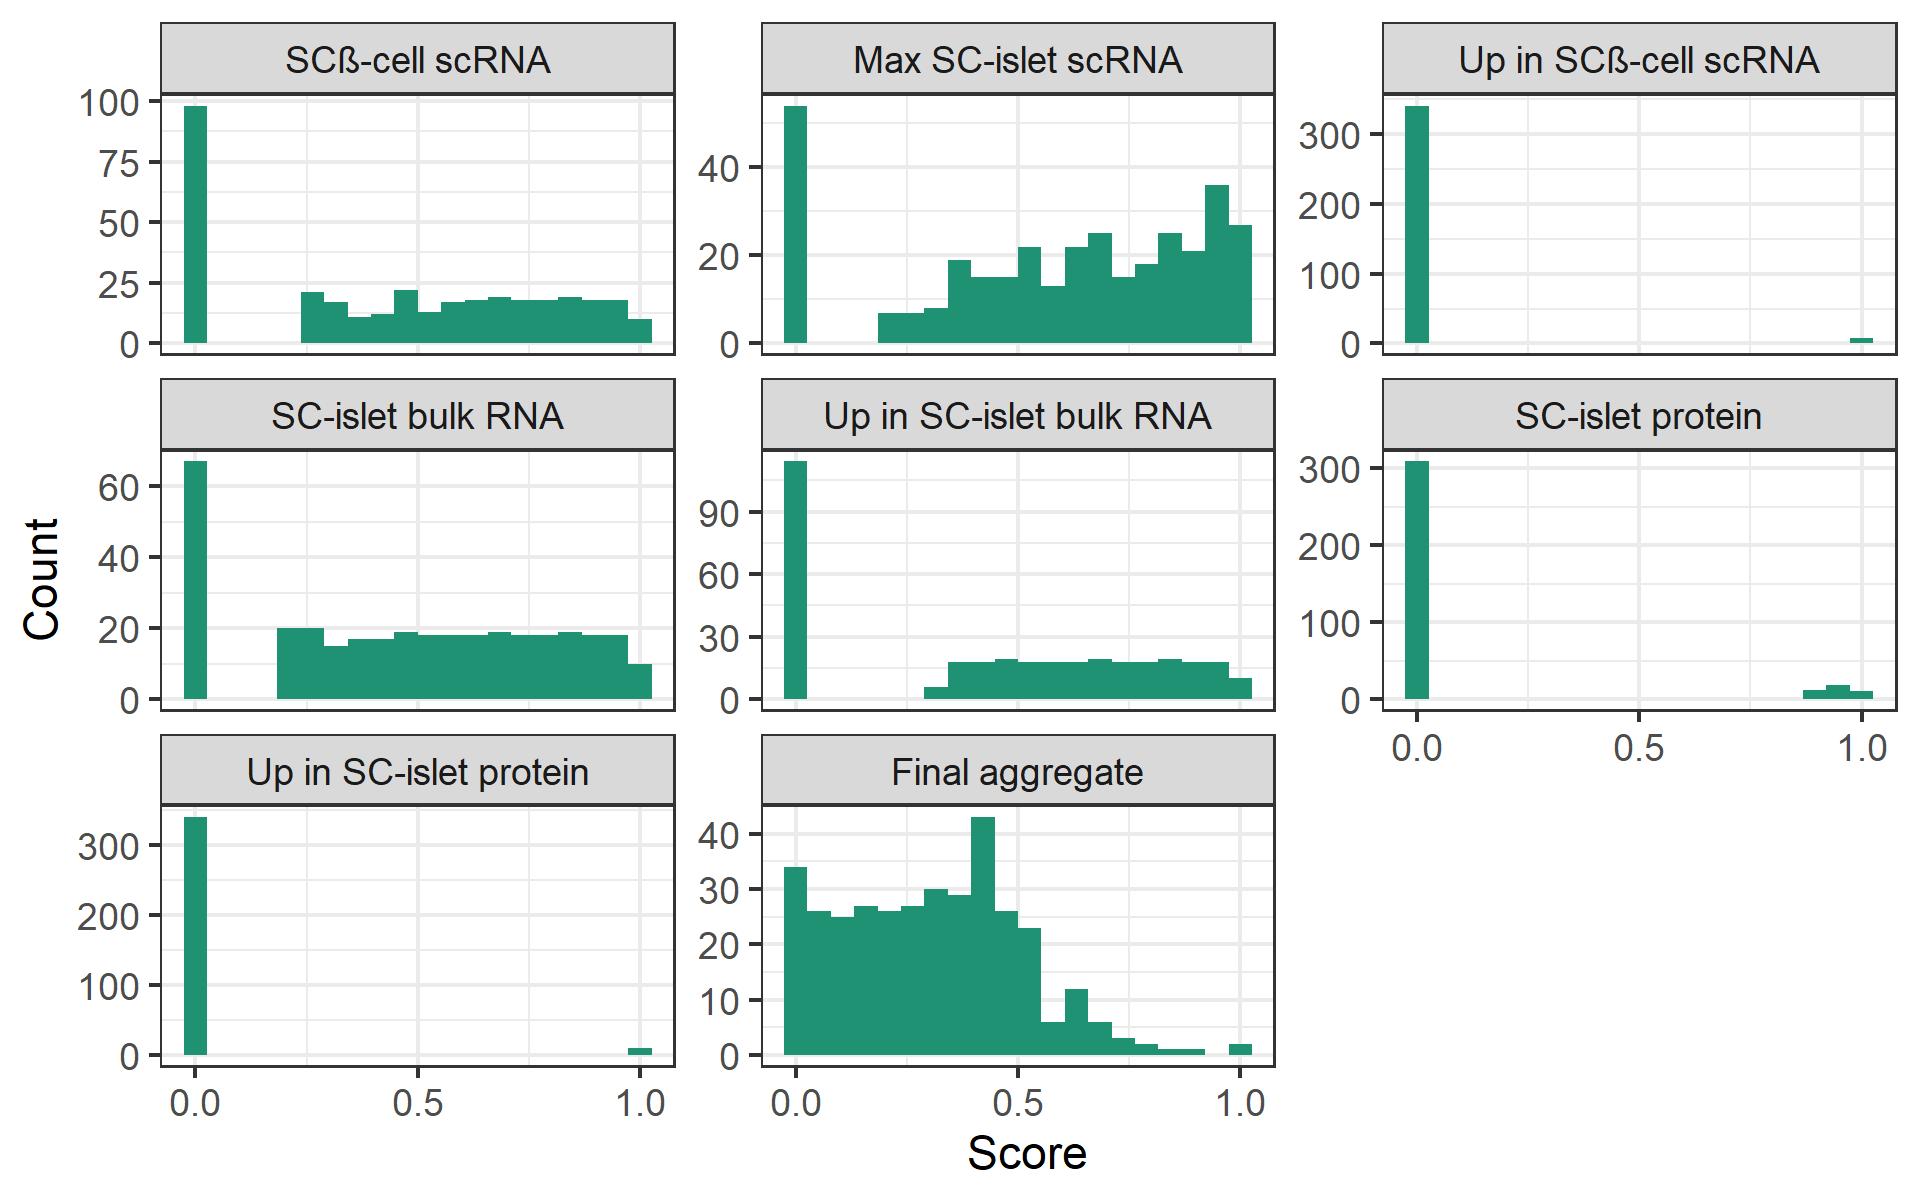 SCß-cell scRNA
Max SC-islet scRNA
Up in SCß-cell scRNA
100
75
50
25
0
40
20
0
300
200
100
0
SC-islet bulk RNA
Up in SC-islet bulk RNA
SC-islet protein
60
40
20
0
90
60
30
0
300
200
100
0
0.0 0.5 1.0
Up in SC-islet protein
Final aggregate
300
200
100
0
40
30
20
10
0
0.0 0.5 1.0
0.0 0.5 1.0
Count
Score